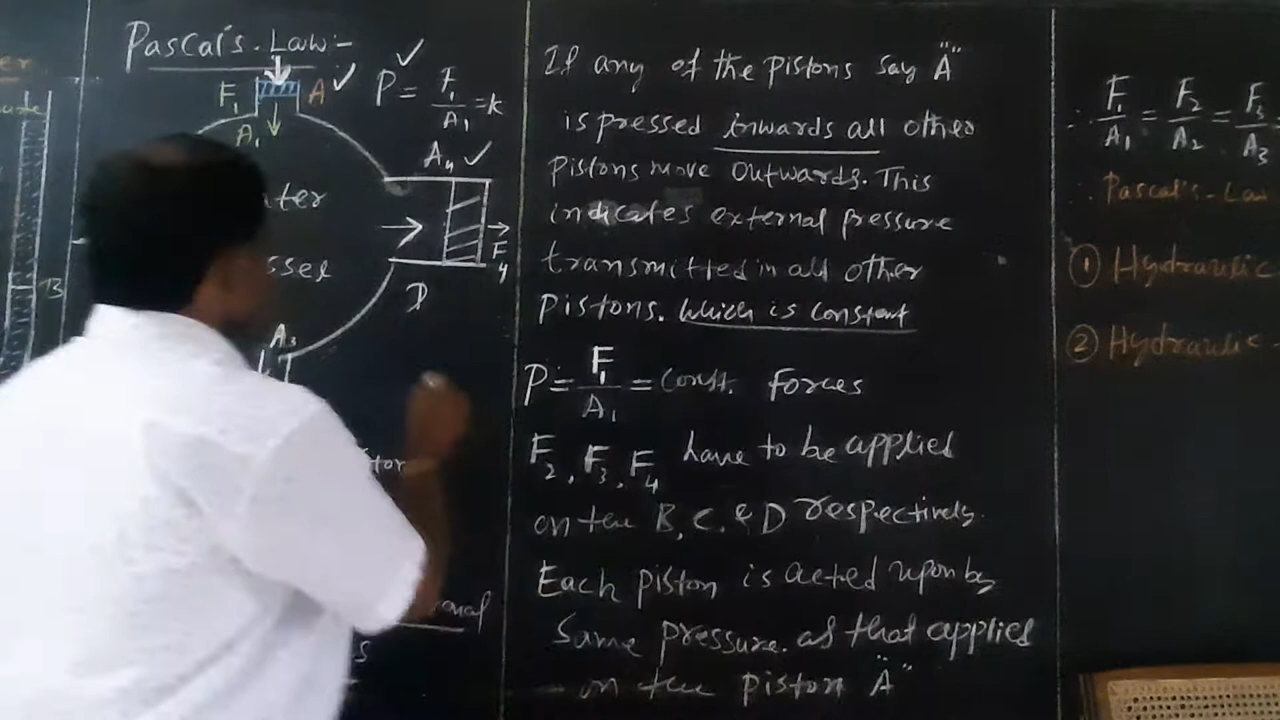 Pascal's. Law:-
F1 A
A1
P = F1/A1 = k
A4
F4
D
A3
B
If any of the pistons say "A"
is pressed inwards all other
pistons move outwards. This
indicates external pressure
transmitted in all other
pistons. which is constant
P = F1/A1 = const. forces
F2, F3, F4 have to be applied
on the B, C. & D respectively.
Each piston is acted upon by
same pressure. as that applied
on the piston "A"
∴ F1/A1 = F2/A2 = F3/A3 =
∴ Pascal's - Law
① Hydraulic
② Hydraulic -